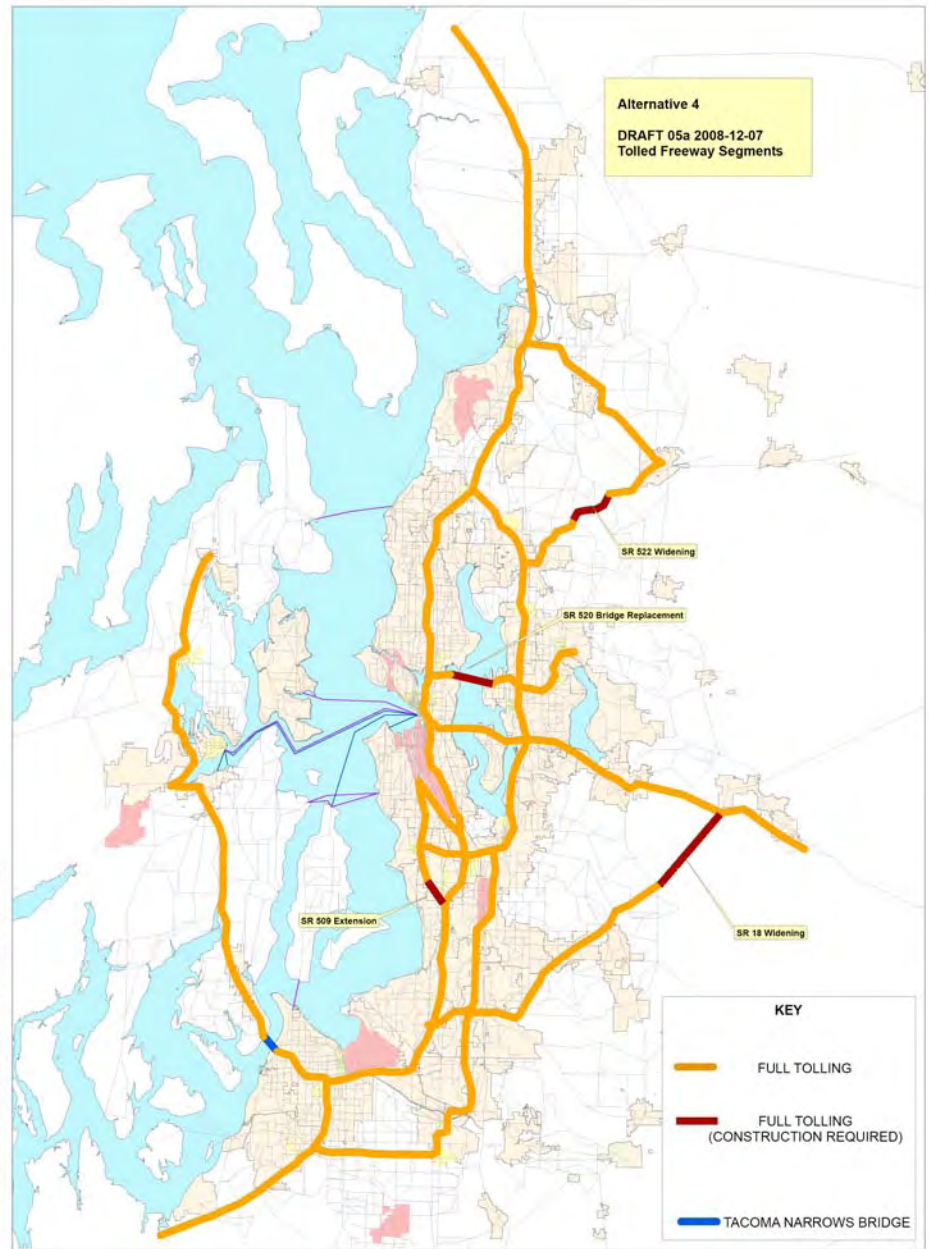 Alternative 4
DRAFT 05a 2008-12-07
Tolled Freeway Segments
SR 522 Widening
SR 520 Bridge Replacement
SR 509 Extension
SR 18 Widening
KEY
FULL TOLLING
FULL TOLLING
(CONSTRUCTION REQUIRED)
TACOMA NARROWS BRIDGE